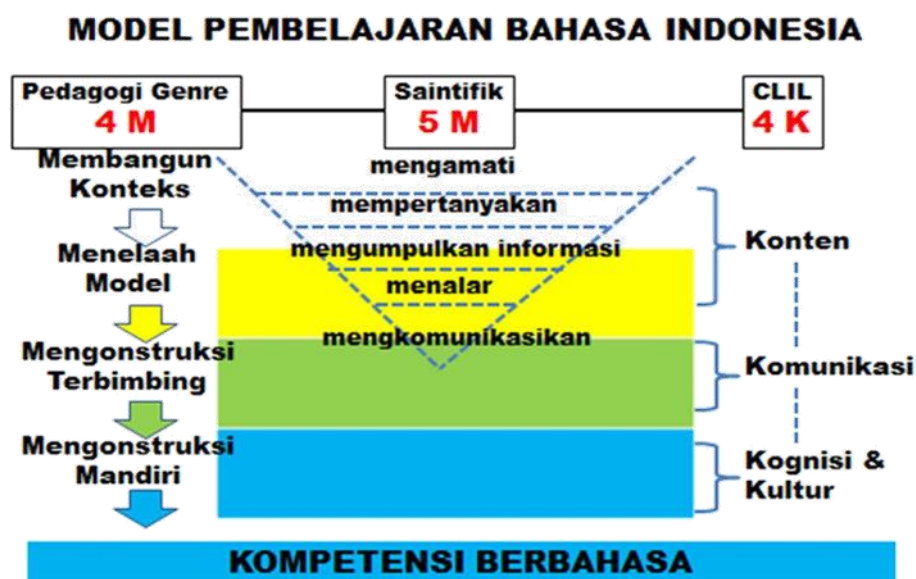 MODEL PEMBELAJARAN BAHASA INDONESIA
Pedagogi Genre
4 M
Saintifik
5 M
CLIL
4 K
Membangun
Konteks
Menelaah
Model
Mengonstruksi
Terbimbing
Mengonstruksi
Mandiri
mengamati
mempertanyakan
mengumpulkan informasi
menalar
mengkomunikasikan
Konten
Komunikasi
Kognisi &
Kultur
KOMPETENSI BERBAHASA